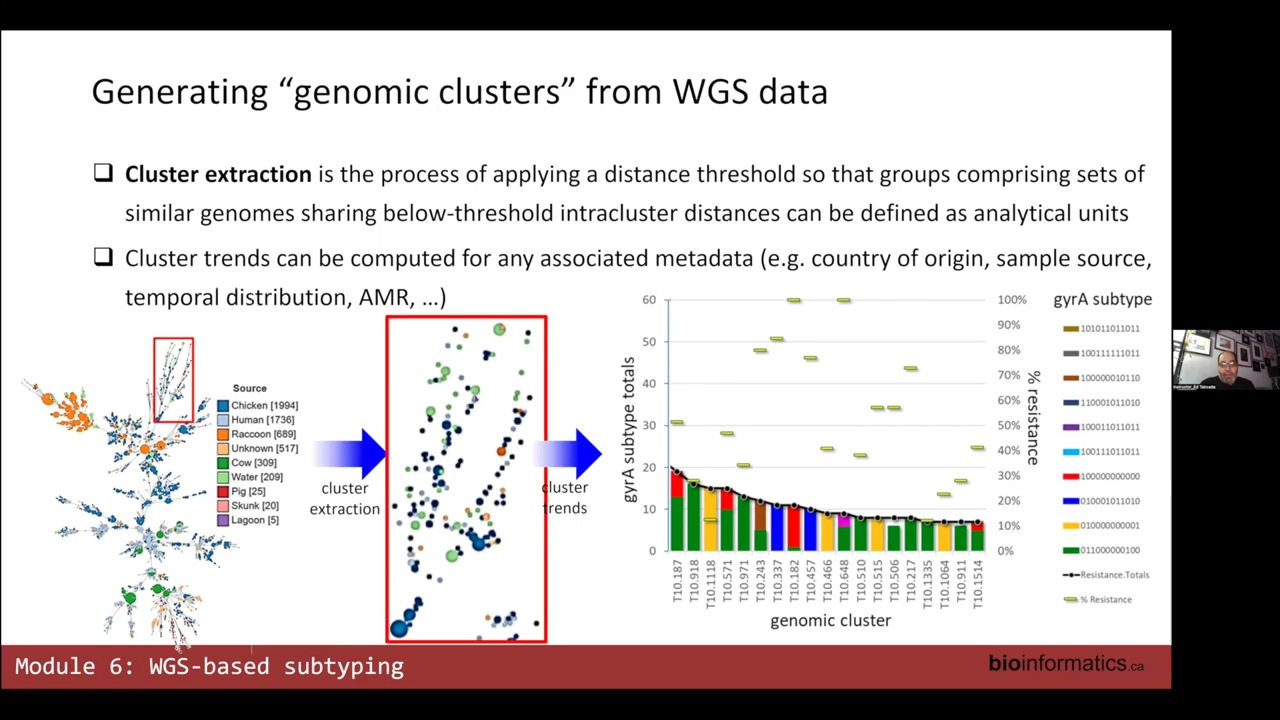 Generating “genomic clusters” from WGS data
Cluster extraction is the process of applying a distance threshold so that groups comprising sets of
similar genomes sharing below-threshold intracluster distances can be defined as analytical units
Cluster trends can be computed for any associated metadata (e.g. country of origin, sample source,
temporal distribution, AMR, …)
Source
Chicken [1994]
Human [1736]
Raccoon [689]
Unknown [517]
Cow [309]
Water [209]
Pig [25]
Skunk [20]
Lagoon [5]
cluster
extraction
cluster
trends
gyrA subtype totals
60
50
40
30
20
10
0
100%
90%
80%
70%
60%
50%
40%
30%
20%
10%
0%
% resistance
T10.187
T10.918
T10.1118
T10.571
T10.971
T10.243
T10.337
T10.182
T10.457
T10.466
T10.648
T10.510
T10.515
T10.506
T10.217
T10.1335
T10.1064
T10.911
T10.1514
genomic cluster
gyrA subtype
101011011011
100111111011
100000010110
110001011010
100011011011
100111011011
100000000000
010001011010
010000000001
011000000100
Resistance.Totals
% Resistance
Instructor_Ed Taboada
Module 6: WGS-based subtyping
bioinformatics.ca